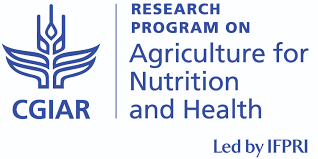 RESEARCH
PROGRAM ON
Agriculture for
Nutrition
and Health
CGIAR
Led by IFPRI